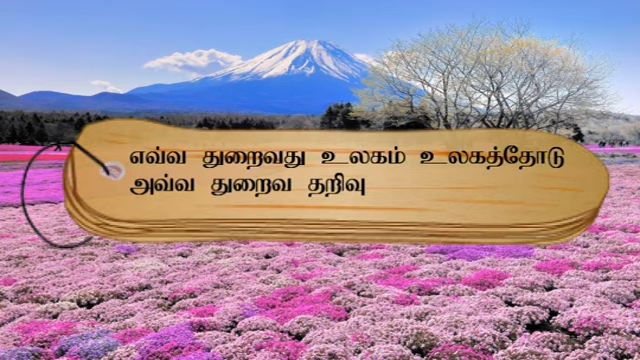 எவ்வ துறைவது உலகம் உலகத்தோடு
அவ்வ துறைவ தறிவு